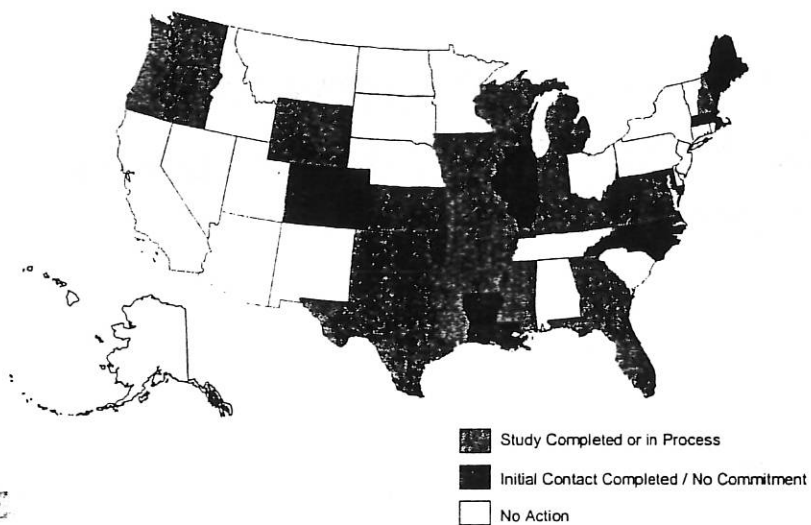 Study Completed or in Process
Initial Contact Completed / No Commitment
No Action